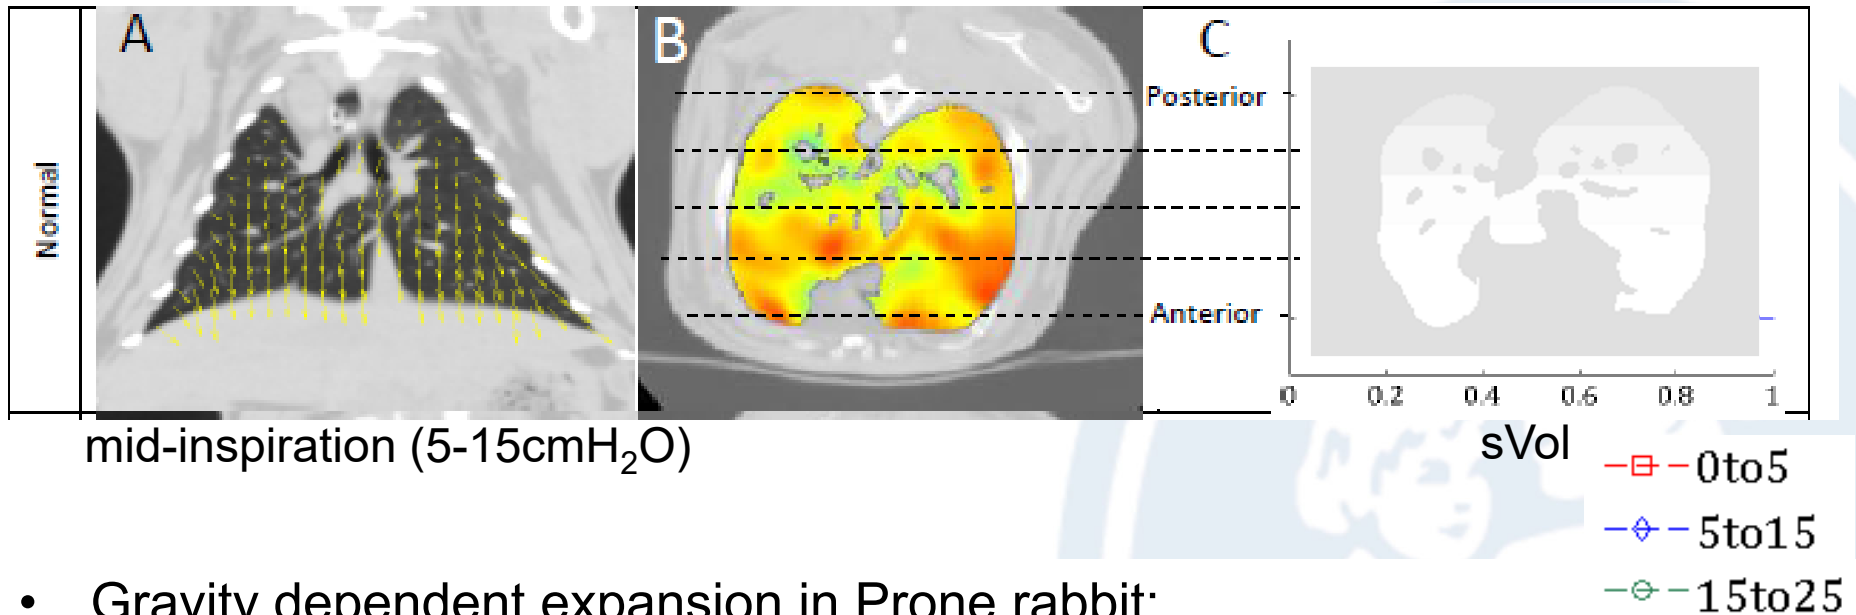 A
B
C
Normal
Posterior
Anterior
0 0.2 0.4 0.6 0.8 1
mid-inspiration (5-15cmH₂O)
sVol
0to5
5to15
15to25
• Gravity dependent expansion in Prone rabbit: